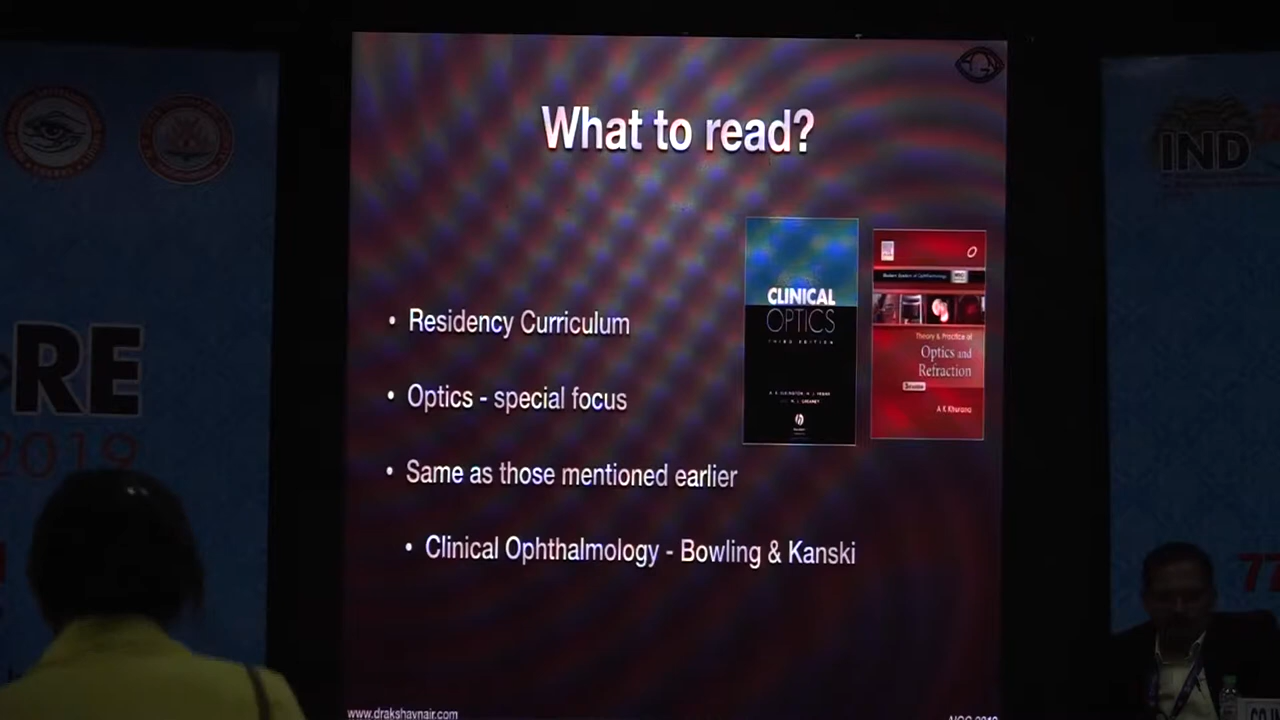 What to read?
• Residency Curriculum
• Optics - special focus
• Same as those mentioned earlier
• Clinical Ophthalmology - Bowling & Kanski
CLINICAL
OPTICS
THIRD EDITION
Theory & Practice of
Optics and
Refraction
A K Khurana
www.drakshaynair.com
RE
2019
IND
77